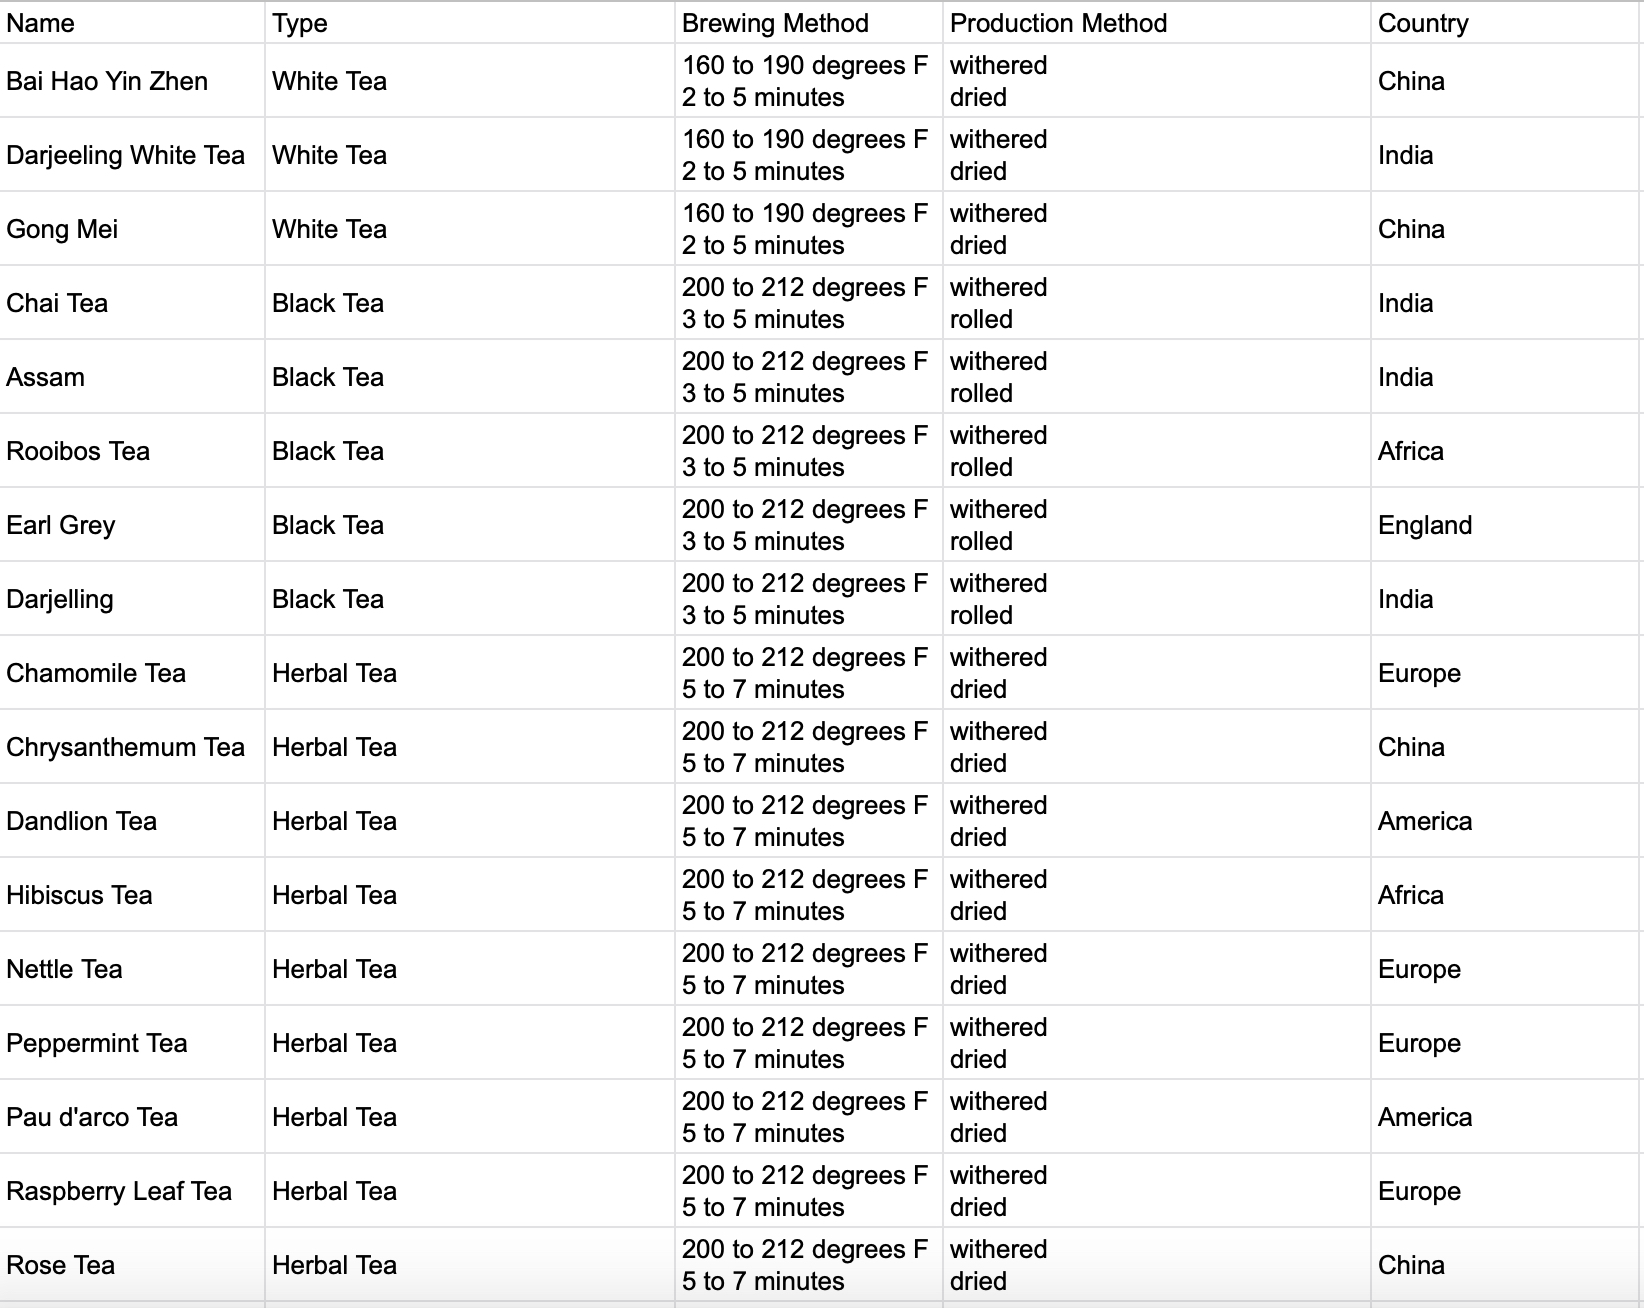 Name Type Brewing Method Production Method Country
Bai Hao Yin Zhen White Tea 160 to 190 degrees F withered China
2 to 5 minutes dried
Darjeeling White Tea White Tea 160 to 190 degrees F withered India
2 to 5 minutes dried
Gong Mei White Tea 160 to 190 degrees F withered China
2 to 5 minutes dried
Chai Tea Black Tea 200 to 212 degrees F withered India
3 to 5 minutes rolled
Assam Black Tea 200 to 212 degrees F withered India
3 to 5 minutes rolled
Rooibos Tea Black Tea 200 to 212 degrees F withered Africa
3 to 5 minutes rolled
Earl Grey Black Tea 200 to 212 degrees F withered England
3 to 5 minutes rolled
Darjelling Black Tea 200 to 212 degrees F withered India
3 to 5 minutes rolled
Chamomile Tea Herbal Tea 200 to 212 degrees F withered Europe
5 to 7 minutes dried
Chrysanthemum Tea Herbal Tea 200 to 212 degrees F withered China
5 to 7 minutes dried
Dandlion Tea Herbal Tea 200 to 212 degrees F withered America
5 to 7 minutes dried
Hibiscus Tea Herbal Tea 200 to 212 degrees F withered Africa
5 to 7 minutes dried
Nettle Tea Herbal Tea 200 to 212 degrees F withered Europe
5 to 7 minutes dried
Peppermint Tea Herbal Tea 200 to 212 degrees F withered Europe
5 to 7 minutes dried
Pau d'arco Tea Herbal Tea 200 to 212 degrees F withered America
5 to 7 minutes dried
Raspberry Leaf Tea Herbal Tea 200 to 212 degrees F withered Europe
5 to 7 minutes dried
Rose Tea Herbal Tea 200 to 212 degrees F withered China
5 to 7 minutes dried